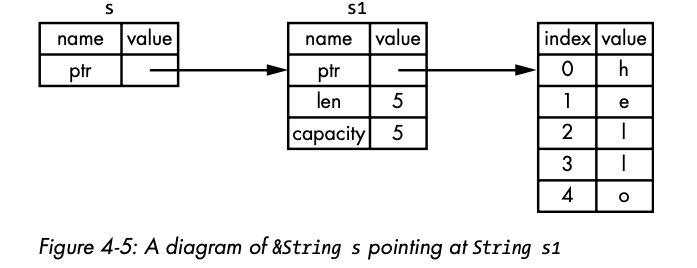 s s1
name value name value index value
ptr ptr 0 h
len 5 1 e
capacity 5 2 l
3 l
4 o
Figure 4-5: A diagram of &String s pointing at String s1